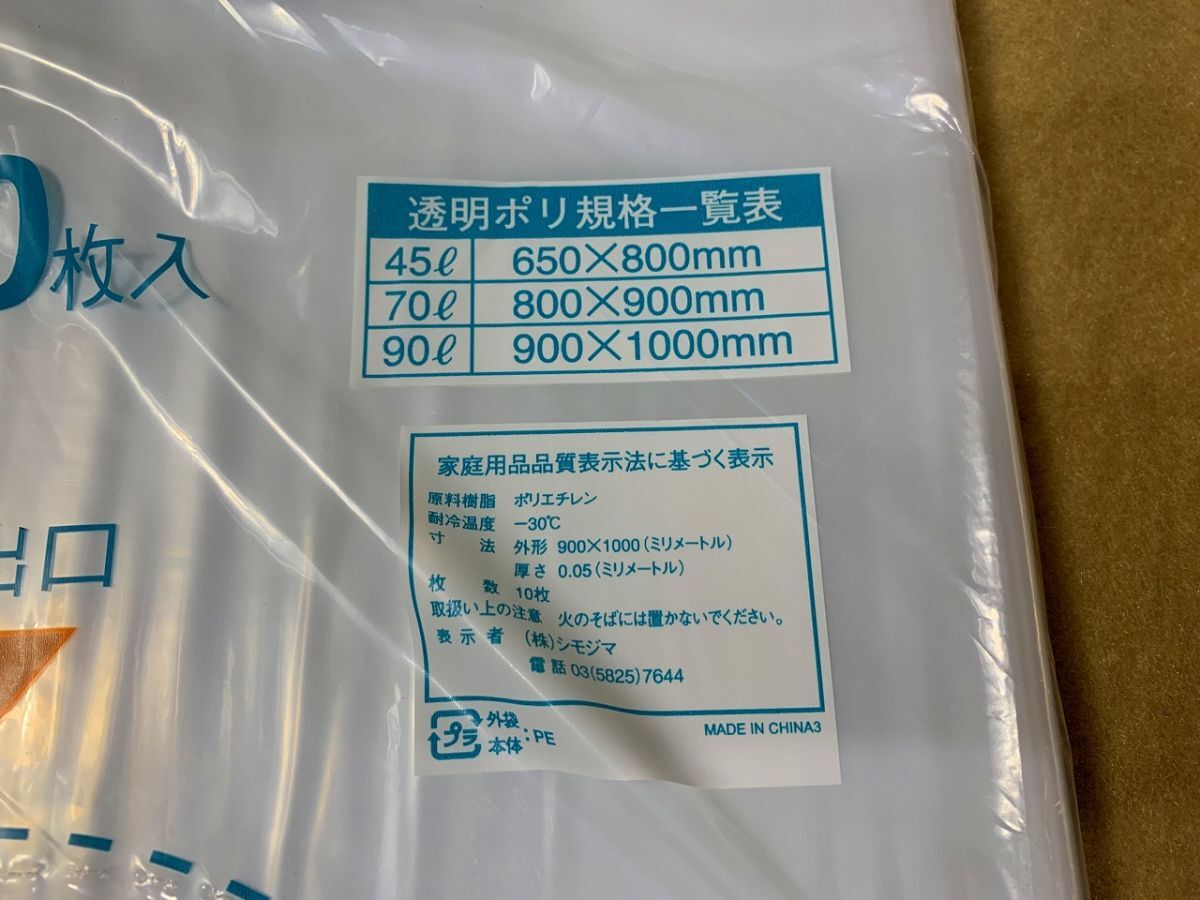 0枚入
透明ポリ規格一覧表
45ℓ 650×800mm
70ℓ 800×900mm
90ℓ 900×1000mm
家庭用品品質表示法に基づく表示
原料樹脂 ポリエチレン
耐冷温度 −30℃
寸法 外形 900×1000(ミリメートル)
厚さ 0.05(ミリメートル)
枚数 10枚
取扱い上の注意 火のそばには置かないでください。
表示者 (株)シモジマ
電話 03(5825)7644
プラ 外袋 本体 :PE
MADE IN CHINA3
出口